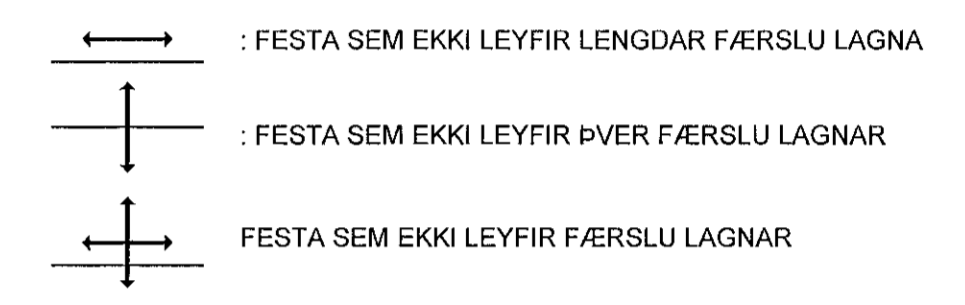 : FESTA SEM EKKI LEYFIR LENGDAR FÆRSLU LAGNA
: FESTA SEM EKKI LEYFIR ÞVER FÆRSLU LAGNAR
FESTA SEM EKKI LEYFIR FÆRSLU LAGNAR